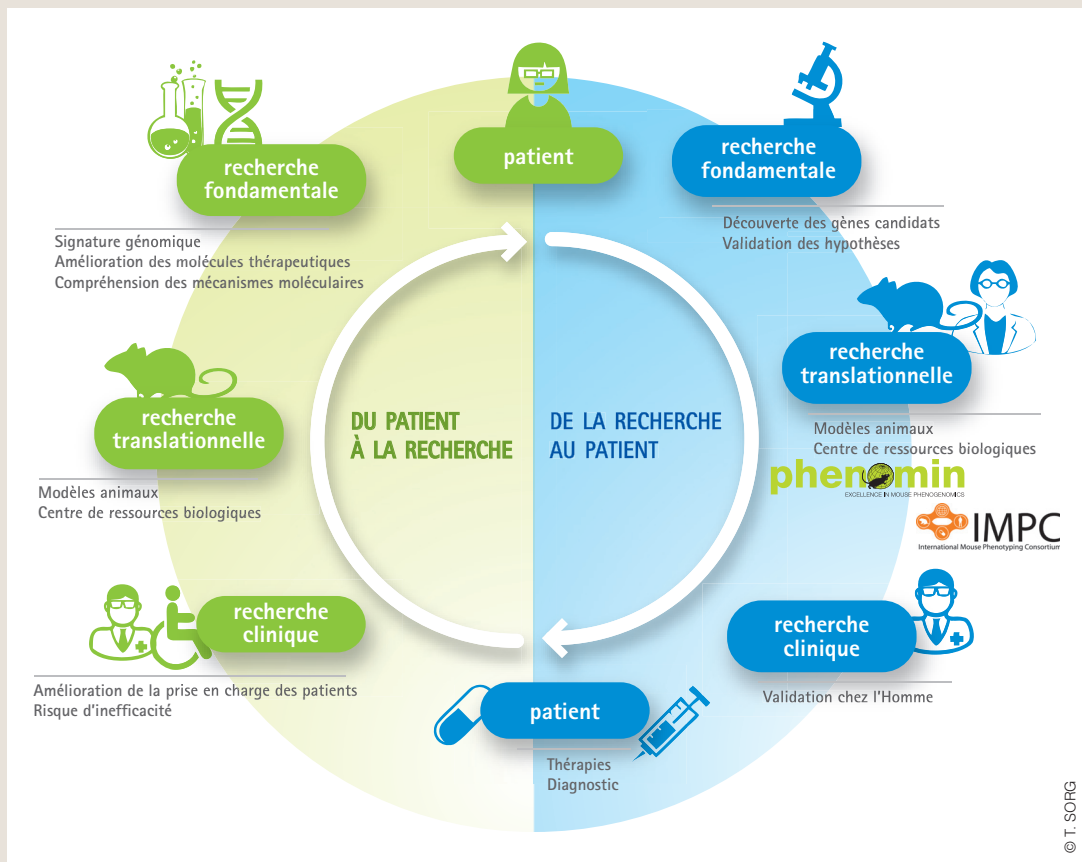 patient
recherche
fondamentale
Signature génomique
Amélioration des molécules thérapeutiques
Compréhension des mécanismes moléculaires
recherche
fondamentale
Découverte des gènes candidats
Validation des hypothèses
recherche
translationnelle
Modèles animaux
Centre de ressources biologiques
DU PATIENT
À LA RECHERCHE
DE LA RECHERCHE
AU PATIENT
recherche
translationnelle
Modèles animaux
Centre de ressources biologiques
phenomin
EXCELLENCE IN MOUSE PHENOGENOMICS
IMPC
International Mouse Phenotyping Consortium
recherche
clinique
Amélioration de la prise en charge des patients
Risque d'inefficacité
recherche
clinique
Validation chez l'Homme
patient
Thérapies
Diagnostic
© T. SORG